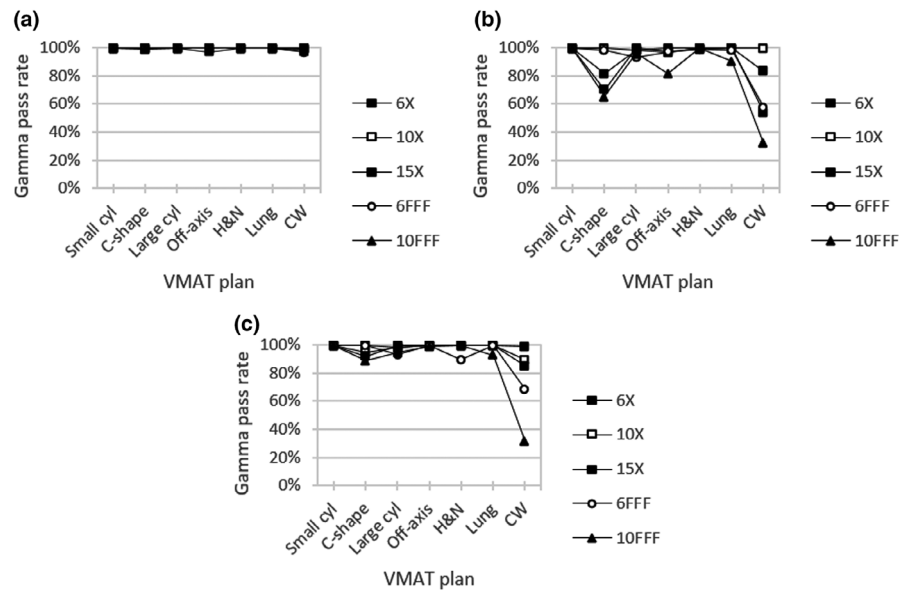 (a)
100%
80%
60%
40%
20%
0%
Gamma pass rate
Small cyl
C-shape
Large cyl
Off-axis
H&N
Lung
CW
VMAT plan
6X
10X
15X
6FFF
10FFF
(b)
100%
80%
60%
40%
20%
0%
Gamma pass rate
Small cyl
C-shape
Large cyl
Off-axis
H&N
Lung
CW
VMAT plan
6X
10X
15X
6FFF
10FFF
(c)
100%
80%
60%
40%
20%
0%
Gamma pass rate
Small cyl
C-shape
Large cyl
Off-axis
H&N
Lung
CW
VMAT plan
6X
10X
15X
6FFF
10FFF